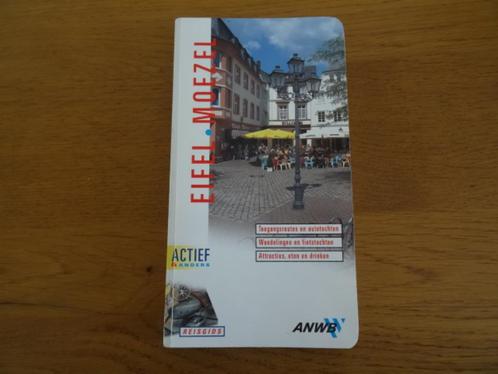 EIFEL • MOEZEL
Toegangsroutes en autotochten
Wandelingen en fietstochten
Attracties, eten en drinken
ACTIEF
& ANDERS
REISGIDS
ANWB